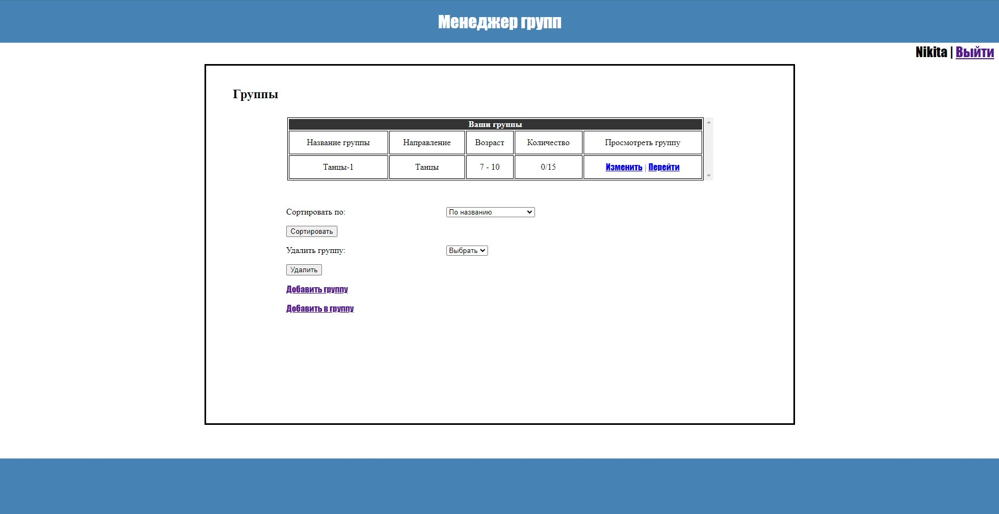 Менеджер групп
Nikita | Выйти
Группы
Ваши группы
Название группы Направление Возраст Количество Просмотреть группу
Танцы-1 Танцы 7 - 10 0/15 Изменить | Перейти
Сортировать по: По названию
Сортировать
Удалить группу: Выбрать
Удалить
Добавить группу
Добавить в группу